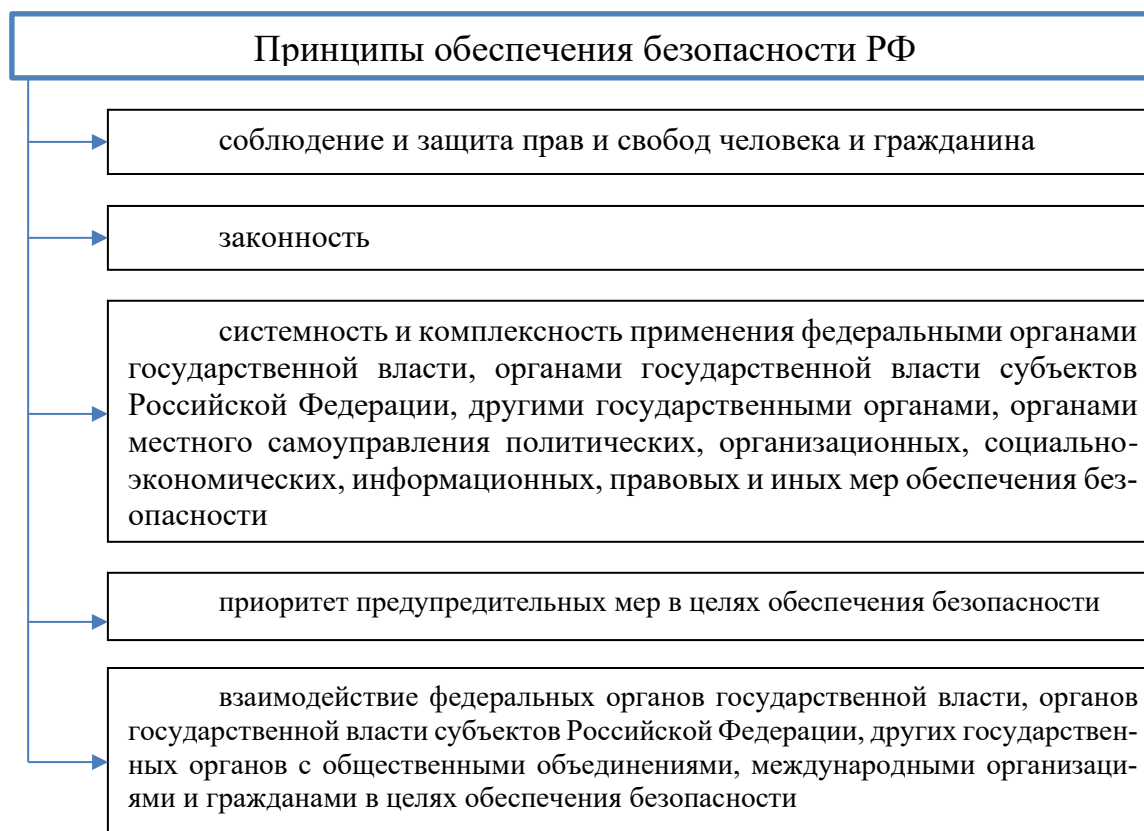 Принципы обеспечения безопасности РФ
соблюдение и защита прав и свобод человека и гражданина
законность
системность и комплексность применения федеральными органами
государственной власти, органами государственной власти субъектов
Российской Федерации, другими государственными органами, органами
местного самоуправления политических, организационных, социально-
экономических, информационных, правовых и иных мер обеспечения без-
опасности
приоритет предупредительных мер в целях обеспечения безопасности
взаимодействие федеральных органов государственной власти, органов
государственной власти субъектов Российской Федерации, других государствен-
ных органов с общественными объединениями, международными организаци-
ями и гражданами в целях обеспечения безопасности